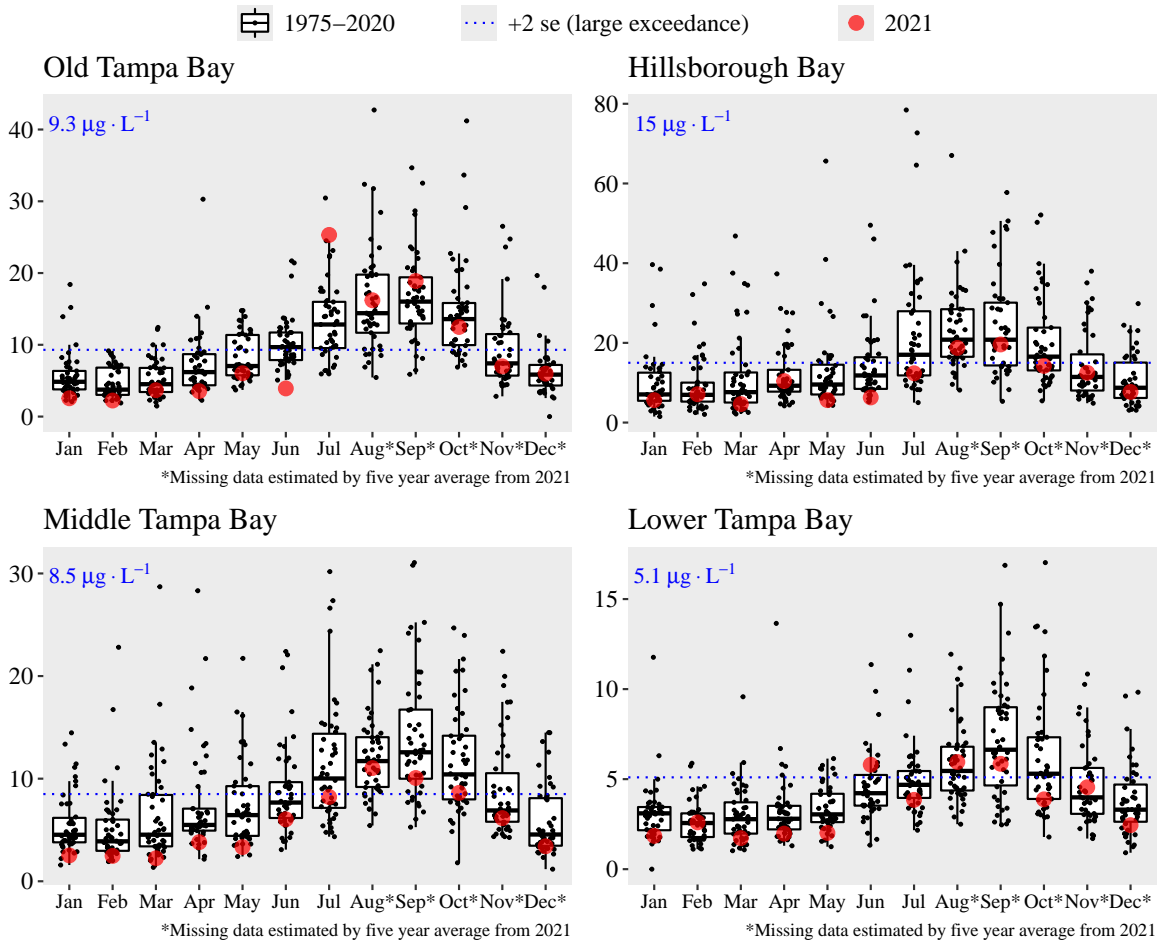 1975–2020 +2 se (large exceedance) 2021
Old Tampa Bay
9.3 µg · L⁻¹
40
30
20
10
0
Jan Feb Mar Apr May Jun Jul Aug* Sep* Oct* Nov* Dec*
*Missing data estimated by five year average from 2021
Hillsborough Bay
15 µg · L⁻¹
80
60
40
20
0
Jan Feb Mar Apr May Jun Jul Aug* Sep* Oct* Nov* Dec*
*Missing data estimated by five year average from 2021
Middle Tampa Bay
8.5 µg · L⁻¹
30
20
10
0
Jan Feb Mar Apr May Jun Jul Aug* Sep* Oct* Nov* Dec*
*Missing data estimated by five year average from 2021
Lower Tampa Bay
5.1 µg · L⁻¹
15
10
5
0
Jan Feb Mar Apr May Jun Jul Aug* Sep* Oct* Nov* Dec*
*Missing data estimated by five year average from 2021